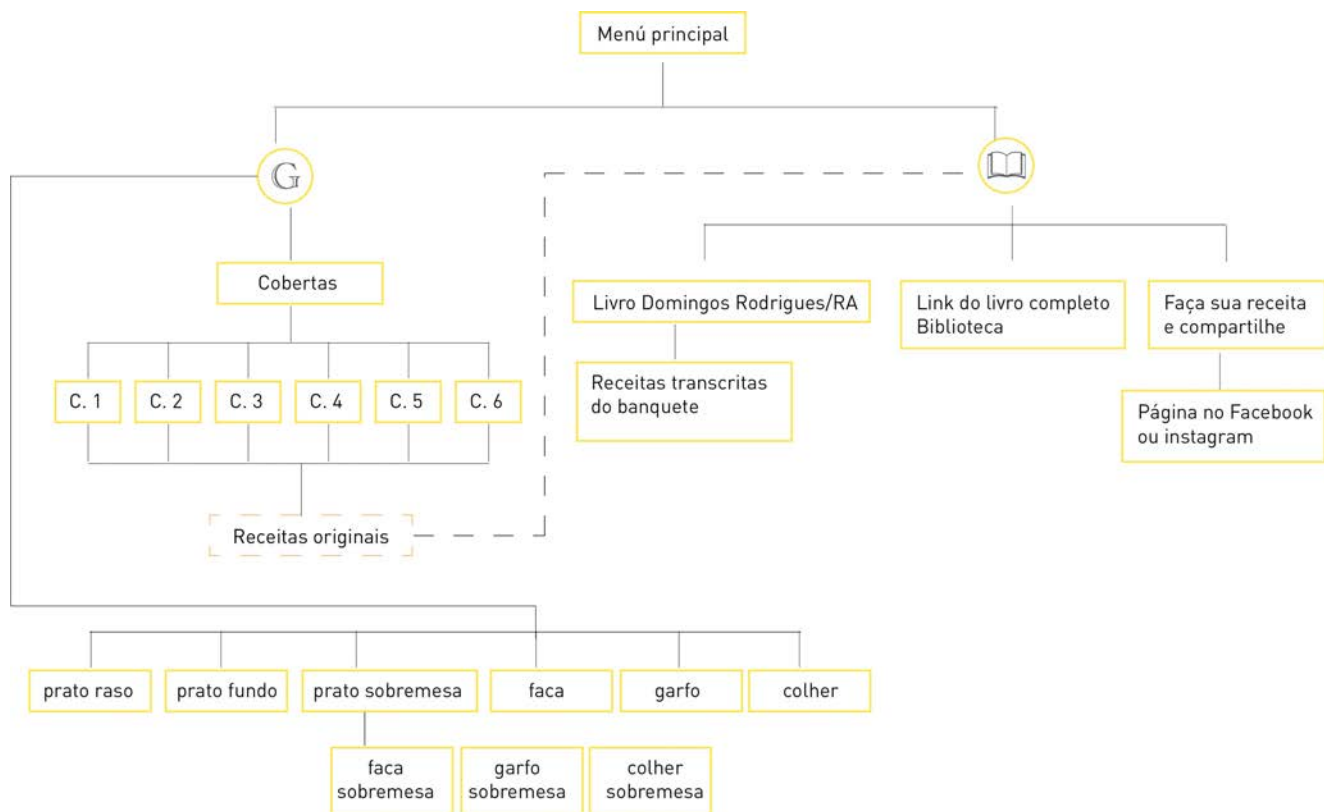 Menú principal
G
Cobertas
Livro Domingos Rodrigues/RA
Link do livro completo
Biblioteca
Faça sua receita
e compartilhe
C. 1
C. 2
C. 3
C. 4
C. 5
C. 6
Receitas transcritas
do banquete
Página no Facebook
ou instagram
Receitas originais
prato raso
prato fundo
prato sobremesa
faca
garfo
colher
faca
sobremesa
garfo
sobremesa
colher
sobremesa